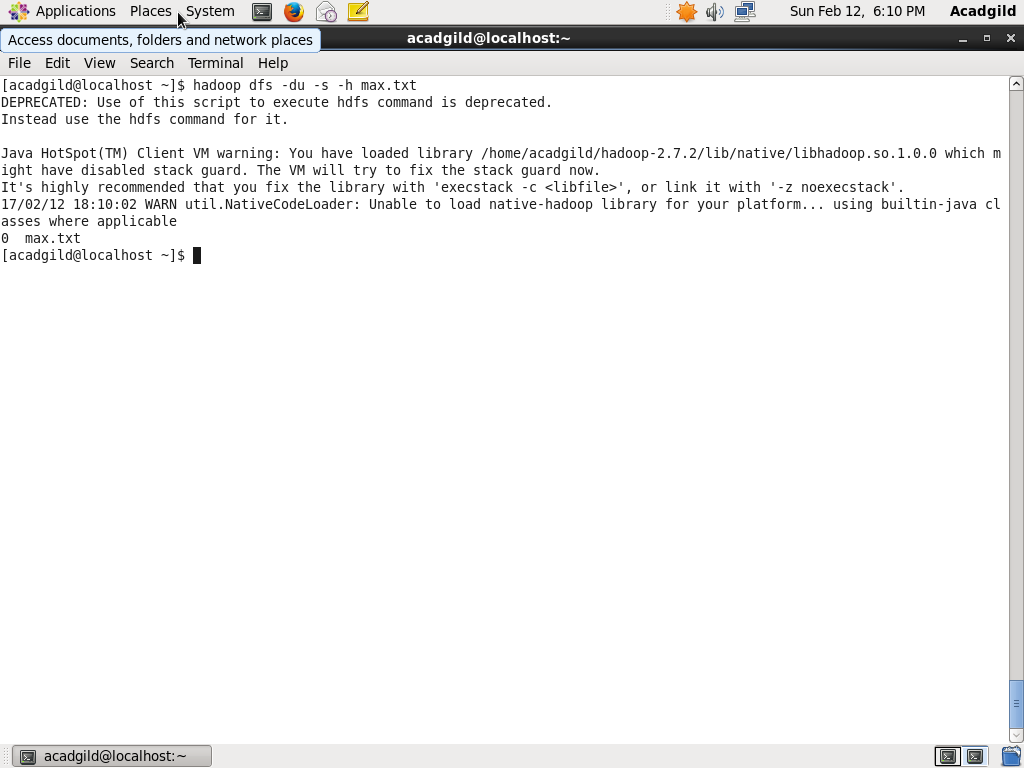 Applications Places System Sun Feb 12, 6:10 PM Acadgild
Access documents, folders and network places
acadgild@localhost:~
File Edit View Search Terminal Help
[acadgild@localhost ~]$ hadoop dfs -du -s -h max.txt
DEPRECATED: Use of this script to execute hdfs command is deprecated.
Instead use the hdfs command for it.
Java HotSpot(TM) Client VM warning: You have loaded library /home/acadgild/hadoop-2.7.2/lib/native/libhadoop.so.1.0.0 which m
ight have disabled stack guard. The VM will try to fix the stack guard now.
It's highly recommended that you fix the library with 'execstack -c <libfile>', or link it with '-z noexecstack'.
17/02/12 18:10:02 WARN util.NativeCodeLoader: Unable to load native-hadoop library for your platform... using builtin-java cl
asses where applicable
0  max.txt
[acadgild@localhost ~]$
acadgild@localhost:~